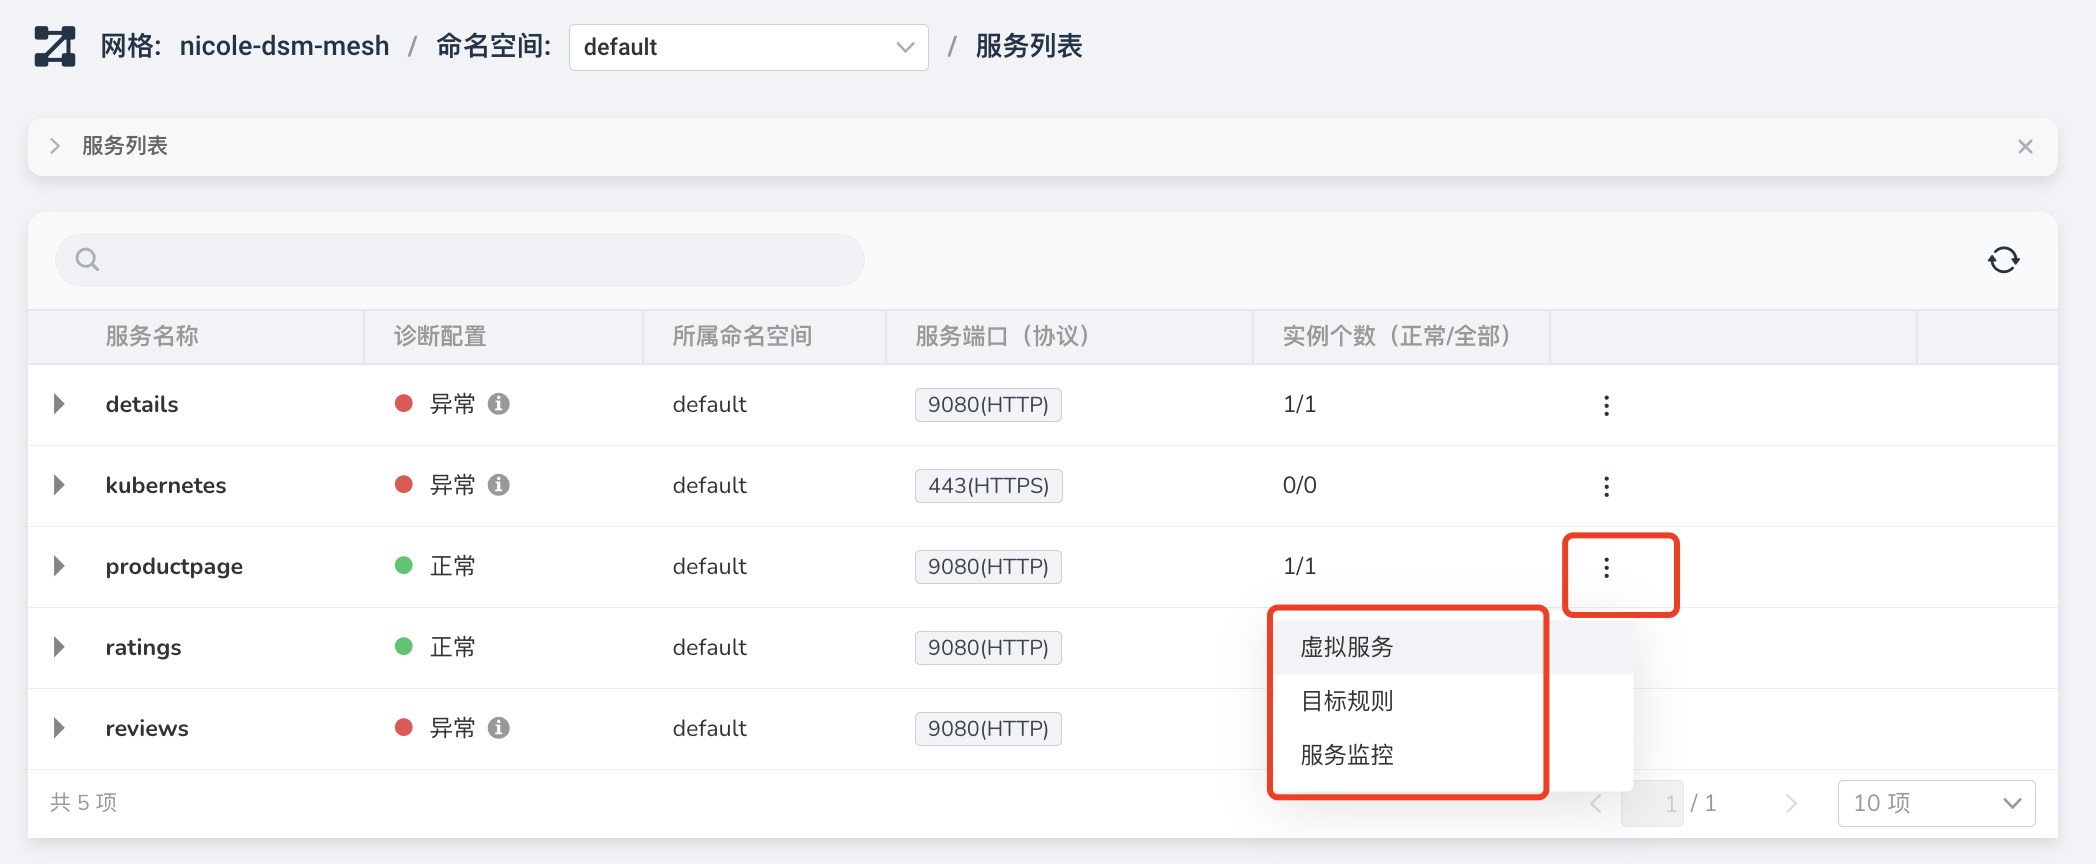 网格: nicole-dsm-mesh / 命名空间: default / 服务列表
服务列表
服务名称 诊断配置 所属命名空间 服务端口（协议） 实例个数（正常/全部）
details 异常 default 9080(HTTP) 1/1
kubernetes 异常 default 443(HTTPS) 0/0
productpage 正常 default 9080(HTTP) 1/1
ratings 正常 default 9080(HTTP)
虚拟服务
目标规则
reviews 异常 default 9080(HTTP)
服务监控
共 5 项 1 / 1 10 项